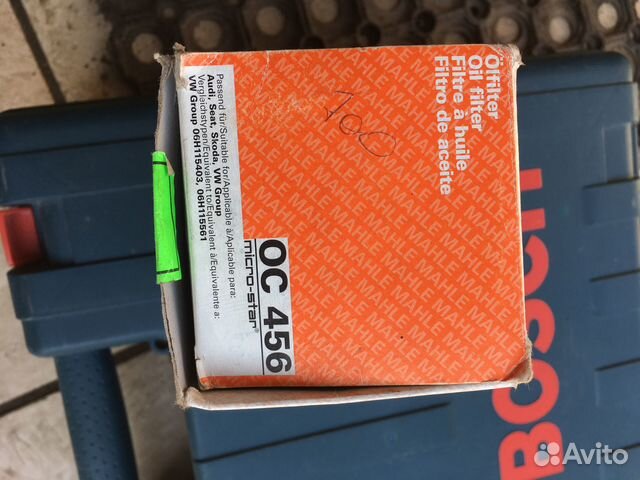 Ölfilter
Oil filter
Filtre à huile
Filtro de aceite
Passend für/Suitable for/Applicable à/Aplicable para:
Audi, Seat, Skoda, VW Group
Vergleichstypen/Equivalent to/Equivalent à/Equivalente a:
VW Group 06H115403, 06H115561
OC 456
micro-star®
MAHLE
BOSCH
Avito